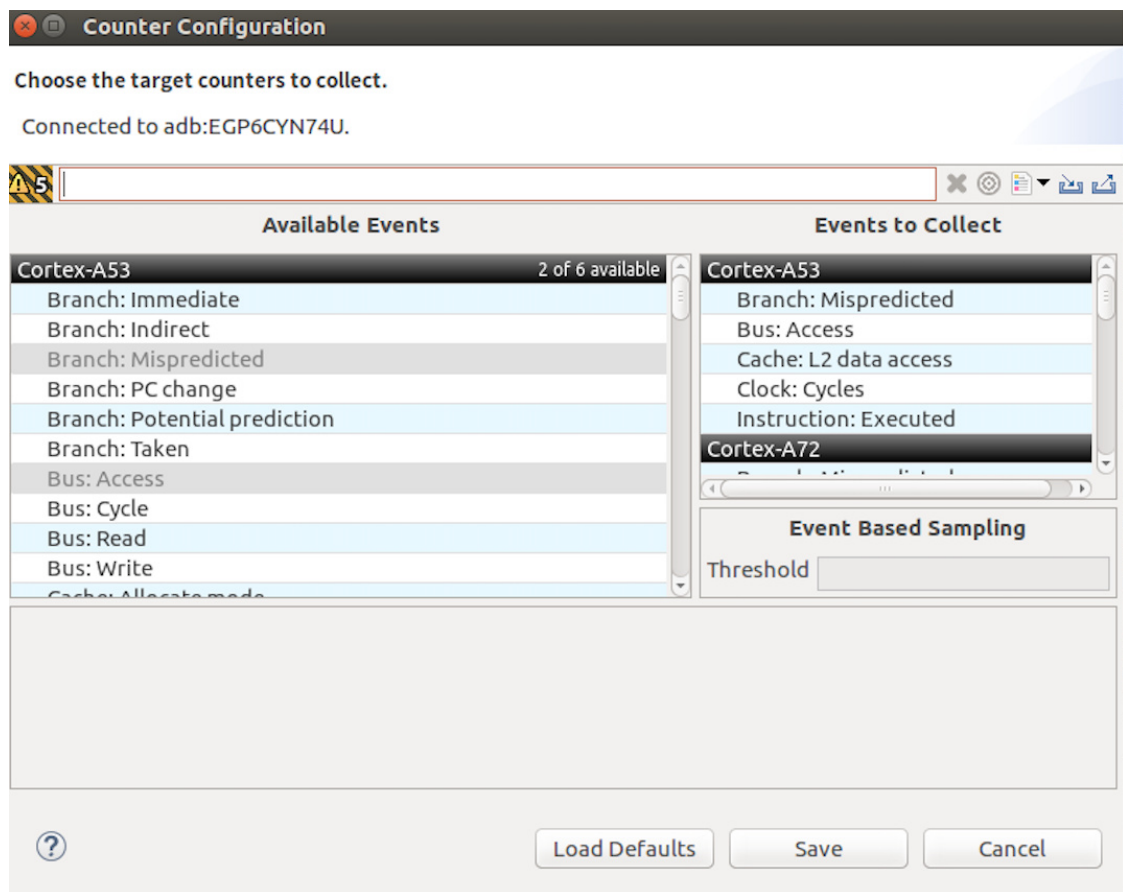 Counter Configuration
Choose the target counters to collect.
Connected to adb:EGP6CYN74U.
5
Available Events
Cortex-A53 2 of 6 available
Branch: Immediate
Branch: Indirect
Branch: Mispredicted
Branch: PC change
Branch: Potential prediction
Branch: Taken
Bus: Access
Bus: Cycle
Bus: Read
Bus: Write
Cache: Allocate mode
Events to Collect
Cortex-A53
Branch: Mispredicted
Bus: Access
Cache: L2 data access
Clock: Cycles
Instruction: Executed
Cortex-A72
Event Based Sampling
Threshold
?
Load Defaults
Save
Cancel